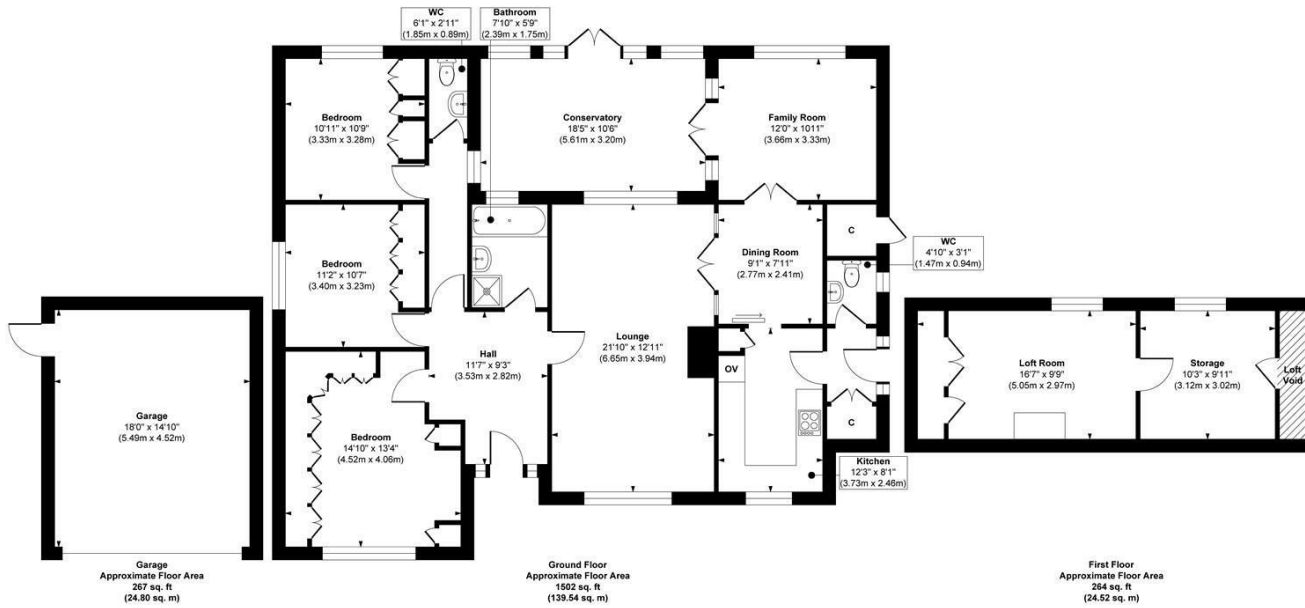 WC
6'1" x 2'11"
(1.85m x 0.89m)
Bathroom
7'10" x 5'9"
(2.39m x 1.75m)
Bedroom
10'11" x 10'9"
(3.33m x 3.28m)
Conservatory
18'5" x 10'6"
(5.61m x 3.20m)
Family Room
12'0" x 10'11"
(3.66m x 3.33m)
Bedroom
11'2" x 10'7"
(3.40m x 3.23m)
Dining Room
9'1" x 7'11"
(2.77m x 2.41m)
C
WC
4'10" x 3'1"
(1.47m x 0.94m)
Lounge
21'10" x 12'11"
(6.65m x 3.94m)
Hall
11'7" x 9'3"
(3.53m x 2.82m)
OV
C
Kitchen
12'3" x 8'1"
(3.73m x 2.46m)
Bedroom
14'10" x 13'4"
(4.52m x 4.06m)
Garage
18'0" x 14'10"
(5.49m x 4.52m)
Loft Room
16'7" x 9'9"
(5.05m x 2.97m)
Storage
10'3" x 9'11"
(3.12m x 3.02m)
Loft
Void
Garage
Approximate Floor Area
267 sq. ft
(24.80 sq. m)
Ground Floor
Approximate Floor Area
1502 sq. ft
(139.54 sq. m)
First Floor
Approximate Floor Area
264 sq. ft
(24.52 sq. m)